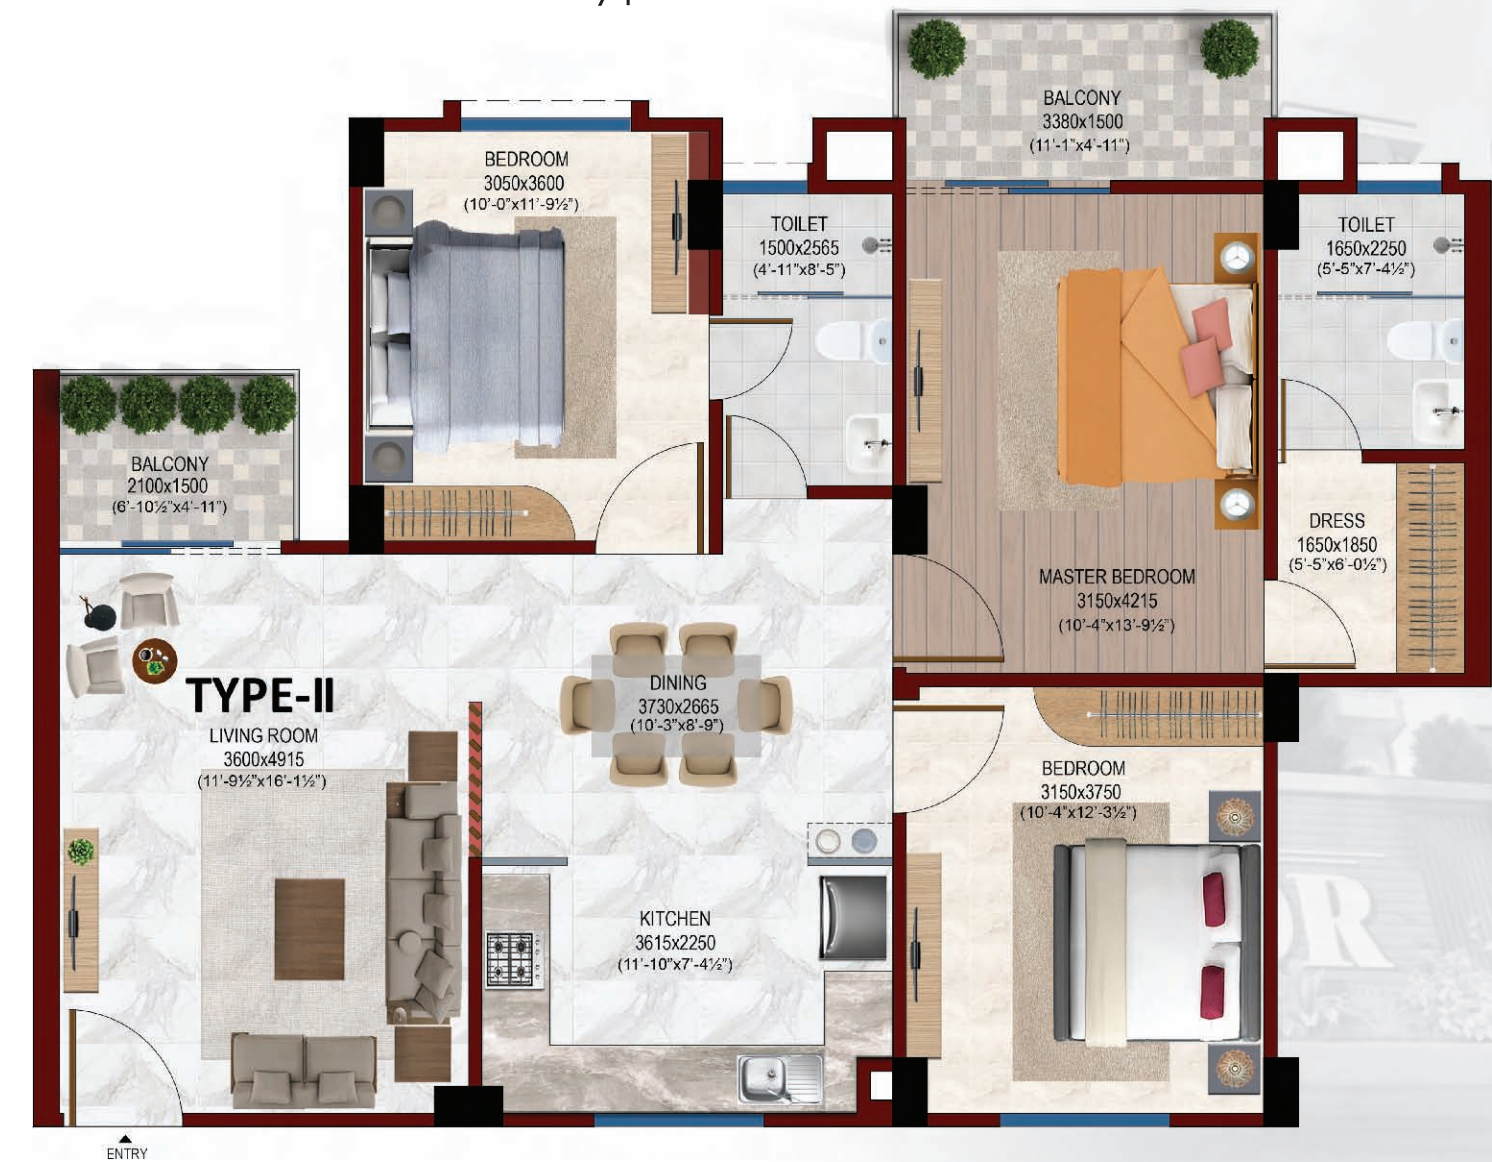 BALCONY
3380x1500
(11'-1"x4'-11")
BEDROOM
3050x3600
(10'-0"x11'-9½")
TOILET
1500x2565
(4'-11"x8'-5")
TOILET
1650x2250
(5'-5"x7'-4½")
BALCONY
2100x1500
(6'-10½"x4'-11")
DRESS
1650x1850
(5'-5"x6'-0½")
MASTER BEDROOM
3150x4215
(10'-4"x13'-9½")
TYPE-II
LIVING ROOM
3600x4915
(11'-9½"x16'-1½")
DINING
3730x2665
(10'-3"x8'-9")
BEDROOM
3150x3750
(10'-4"x12'-3½")
KITCHEN
3615x2250
(11'-10"x7'-4½")
ENTRY